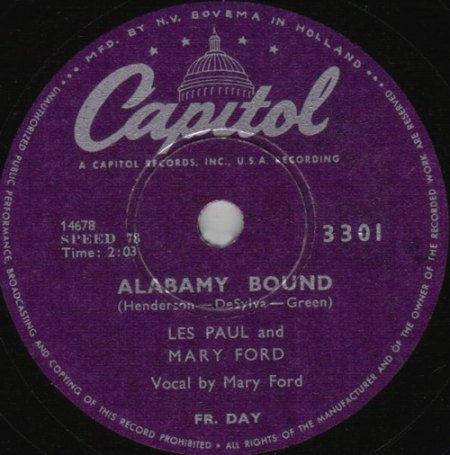 MFD. BY N.V. BOVEMA IN HOLLAND
Capitol
A CAPITOL RECORDS, INC., U.S.A. RECORDING
14678
SPEED 78
Time: 2:03
3301
ALABAMY BOUND
(Henderson—DeSylva—Green)
LES PAUL and
MARY FORD
Vocal by Mary Ford
FR. DAY
UNAUTHORIZED PUBLIC PERFORMANCE, BROADCASTING AND COPYING OF THIS RECORD PROHIBITED • ALL RIGHTS OF THE MANUFACTURER AND OF THE OWNER OF THE RECORDED WORK ARE RESERVED